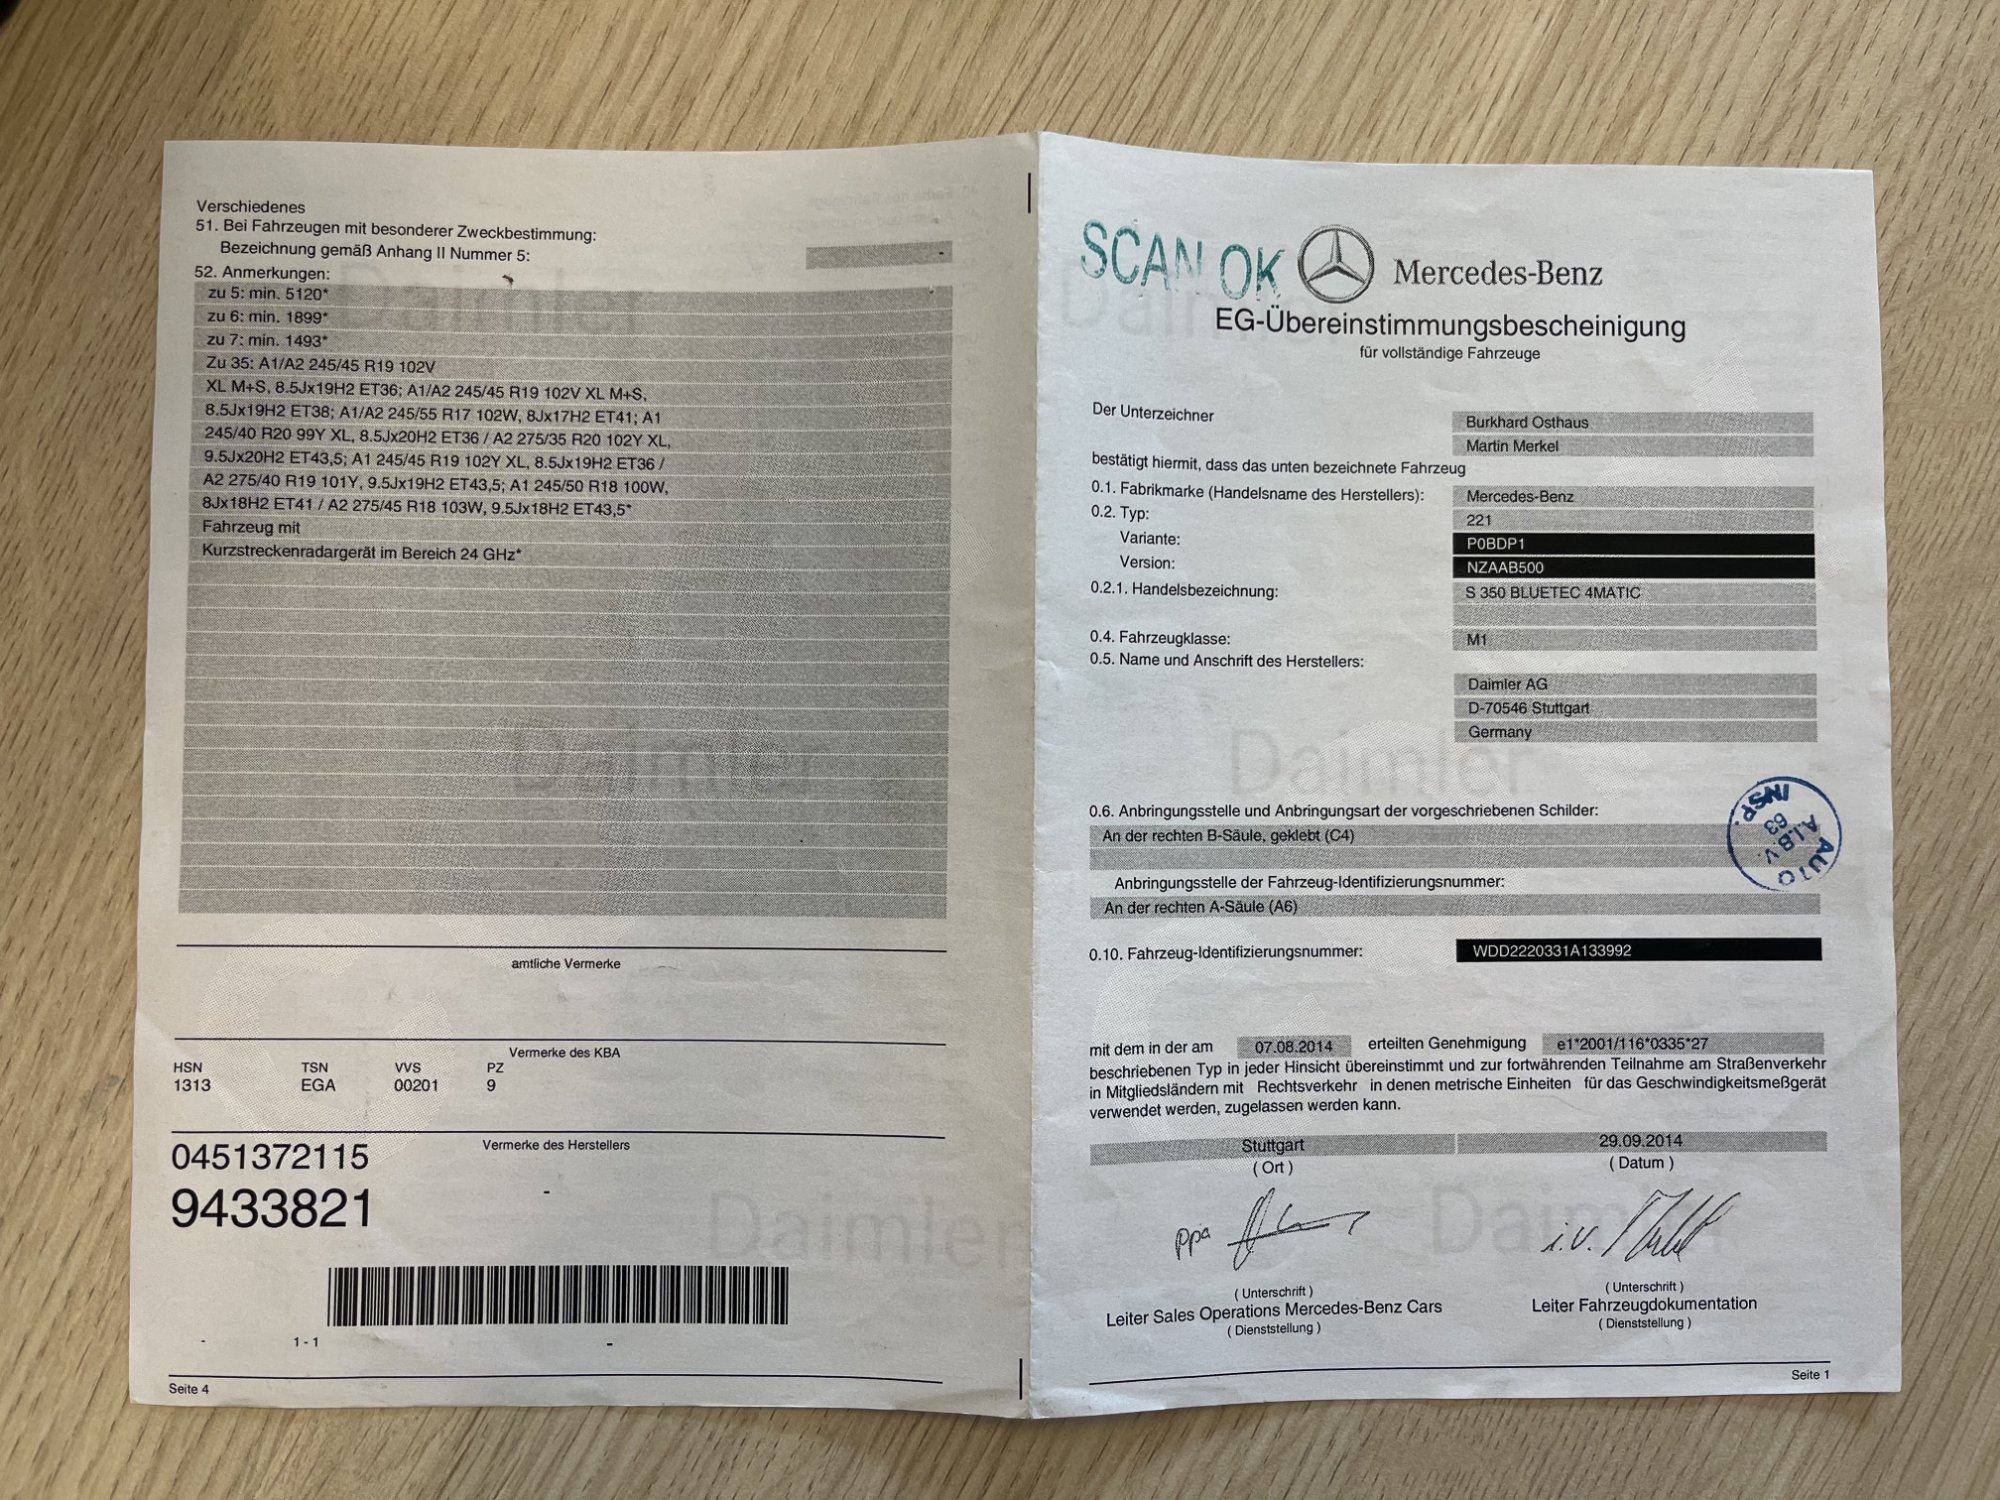 Verschiedenes
51. Bei Fahrzeugen mit besonderer Zweckbestimmung:
Bezeichnung gemäß Anhang II Nummer 5: -
52. Anmerkungen:
zu 5: min. 5120*
zu 6: min. 1899*
zu 7: min. 1493*
Zu 35: A1/A2 245/45 R19 102V
XL M+S, 8.5Jx19H2 ET36; A1/A2 245/45 R19 102V XL M+S,
8.5Jx19H2 ET38; A1/A2 245/55 R17 102W, 8Jx17H2 ET41; A1
245/40 R20 99Y XL, 8.5Jx20H2 ET36 / A2 275/35 R20 102Y XL,
9.5Jx20H2 ET43,5; A1 245/45 R19 102Y XL, 8.5Jx19H2 ET36 /
A2 275/40 R19 101Y, 9.5Jx19H2 ET43,5; A1 245/50 R18 100W,
8Jx18H2 ET41 / A2 275/45 R18 103W, 9.5Jx18H2 ET43,5*
Fahrzeug mit
Kurzstreckenradargerät im Bereich 24 GHz*
Daimler
Daimler
amtliche Vermerke
Vermerke des KBA
HSN TSN VVS PZ
1313 EGA 00201 9
Vermerke des Herstellers
0451372115
9433821
-
Daimler
- 1 - 1 -
Seite 4
SCAN OK
Mercedes-Benz
Daimler
EG-Übereinstimmungsbescheinigung
für vollständige Fahrzeuge
Der Unterzeichner Burkhard Osthaus
Martin Merkel
bestätigt hiermit, dass das unten bezeichnete Fahrzeug
0.1. Fabrikmarke (Handelsname des Herstellers): Mercedes-Benz
0.2. Typ: 221
Variante: P0BDP1
Version: NZAAB500
0.2.1. Handelsbezeichnung: S 350 BLUETEC 4MATIC
0.4. Fahrzeugklasse: M1
0.5. Name und Anschrift des Herstellers:
Daimler AG
D-70546 Stuttgart
Germany
Daimler
0.6. Anbringungsstelle und Anbringungsart der vorgeschriebenen Schilder:
An der rechten B-Säule, geklebt (C4)
AUTO
A.I.B.V.
63
INSP.
Anbringungsstelle der Fahrzeug-Identifizierungsnummer:
An der rechten A-Säule (A6)
0.10. Fahrzeug-Identifizierungsnummer: WDD2220331A133992
mit dem in der am 07.08.2014 erteilten Genehmigung e1*2001/116*0335*27
beschriebenen Typ in jeder Hinsicht übereinstimmt und zur fortwährenden Teilnahme am Straßenverkehr
in Mitgliedsländern mit Rechtsverkehr in denen metrische Einheiten für das Geschwindigkeitsmeßgerät
verwendet werden, zugelassen werden kann.
Stuttgart 29.09.2014
( Ort ) ( Datum )
Daimler
ppa i.V.
( Unterschrift ) ( Unterschrift )
Leiter Sales Operations Mercedes-Benz Cars Leiter Fahrzeugdokumentation
( Dienststellung ) ( Dienststellung )
Seite 1